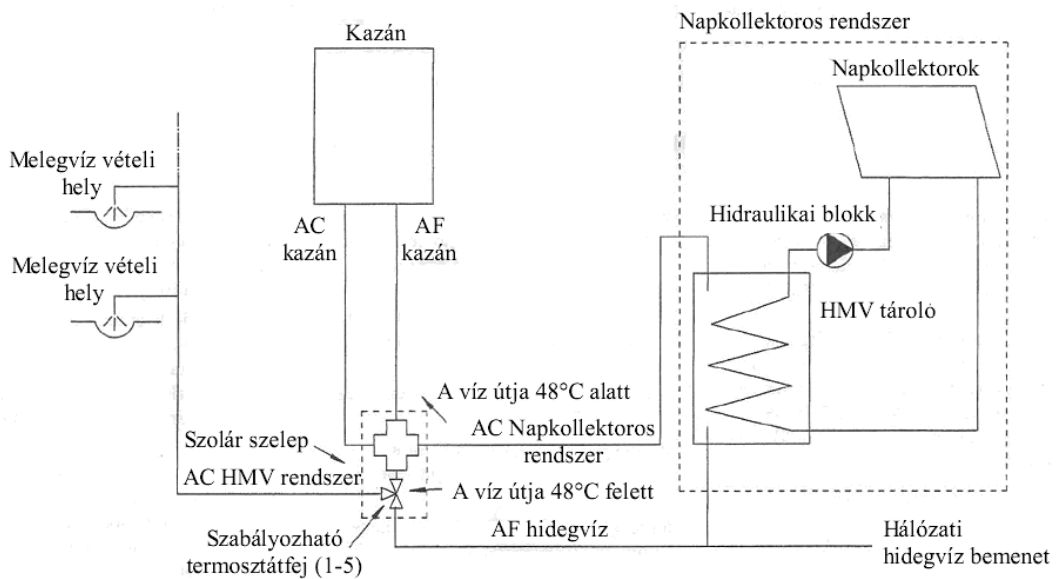 Napkollektoros rendszer
Kazán
Napkollektorok
Melegvíz vételi
hely
AC
kazán
AF
kazán
Hidraulikai blokk
Melegvíz vételi
hely
HMV tároló
A víz útja 48°C alatt
Szolár szelep
AC Napkollektoros
rendszer
AC HMV rendszer
A víz útja 48°C felett
Szabályozható
termosztátfej (1-5)
AF hidegvíz
Hálózati
hidegvíz bemenet